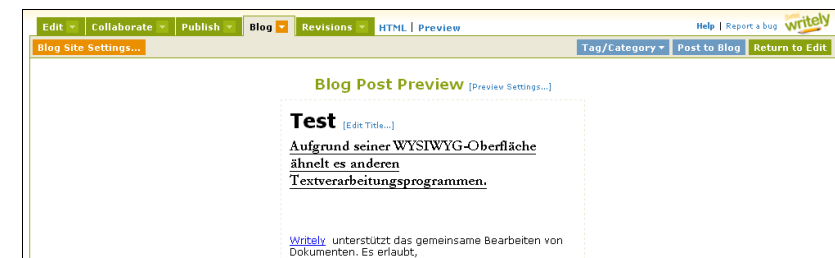 Edit Collaborate Publish Blog Revisions HTML | Preview Help | Report a bug writely
Blog Site Settings... Tag/Category Post to Blog Return to Edit
Blog Post Preview [Preview Settings...]
Test [Edit Title...]
Aufgrund seiner WYSIWYG-Oberfläche
ähnelt es anderen
Textverarbeitungsprogrammen.
Writely unterstützt das gemeinsame Bearbeiten von
Dokumenten. Es erlaubt,